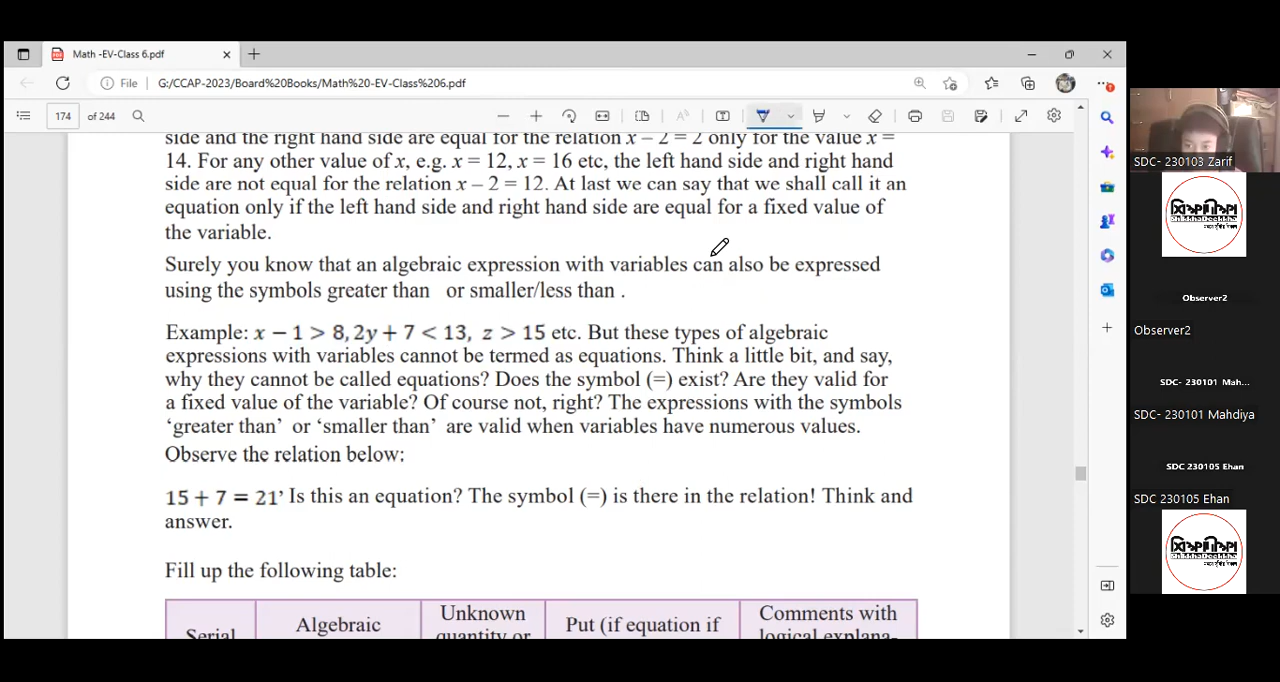 Math -EV-Class 6.pdf
File G:/CCAP-2023/Board%20Books/Math%20-EV-Class%206.pdf
174 of 244
side and the right hand side are equal for the relation x – 2 = 2 only for the value x =
14. For any other value of x, e.g. x = 12, x = 16 etc, the left hand side and right hand
side are not equal for the relation x – 2 = 12. At last we can say that we shall call it an
equation only if the left hand side and right hand side are equal for a fixed value of
the variable.
Surely you know that an algebraic expression with variables can also be expressed
using the symbols greater than or smaller/less than .
Example: x − 1 > 8, 2y + 7 < 13, z > 15 etc. But these types of algebraic
expressions with variables cannot be termed as equations. Think a little bit, and say,
why they cannot be called equations? Does the symbol (=) exist? Are they valid for
a fixed value of the variable? Of course not, right? The expressions with the symbols
‘greater than’ or ‘smaller than’ are valid when variables have numerous values.
Observe the relation below:
15 + 7 = 21’ Is this an equation? The symbol (=) is there in the relation! Think and
answer.
Fill up the following table:
Serial
Algebraic
Unknown
quantity or
Put (if equation if
Comments with
logical explana-
SDC- 230103 Zarif
শিক্ষাদীক্ষা
ShikkhaDeekkha
Observer2
Observer2
SDC- 230101 Mah...
SDC- 230101 Mahdiya
SDC 230105 Ehan
SDC 230105 Ehan
শিক্ষাদীক্ষা
ShikkhaDeekkha